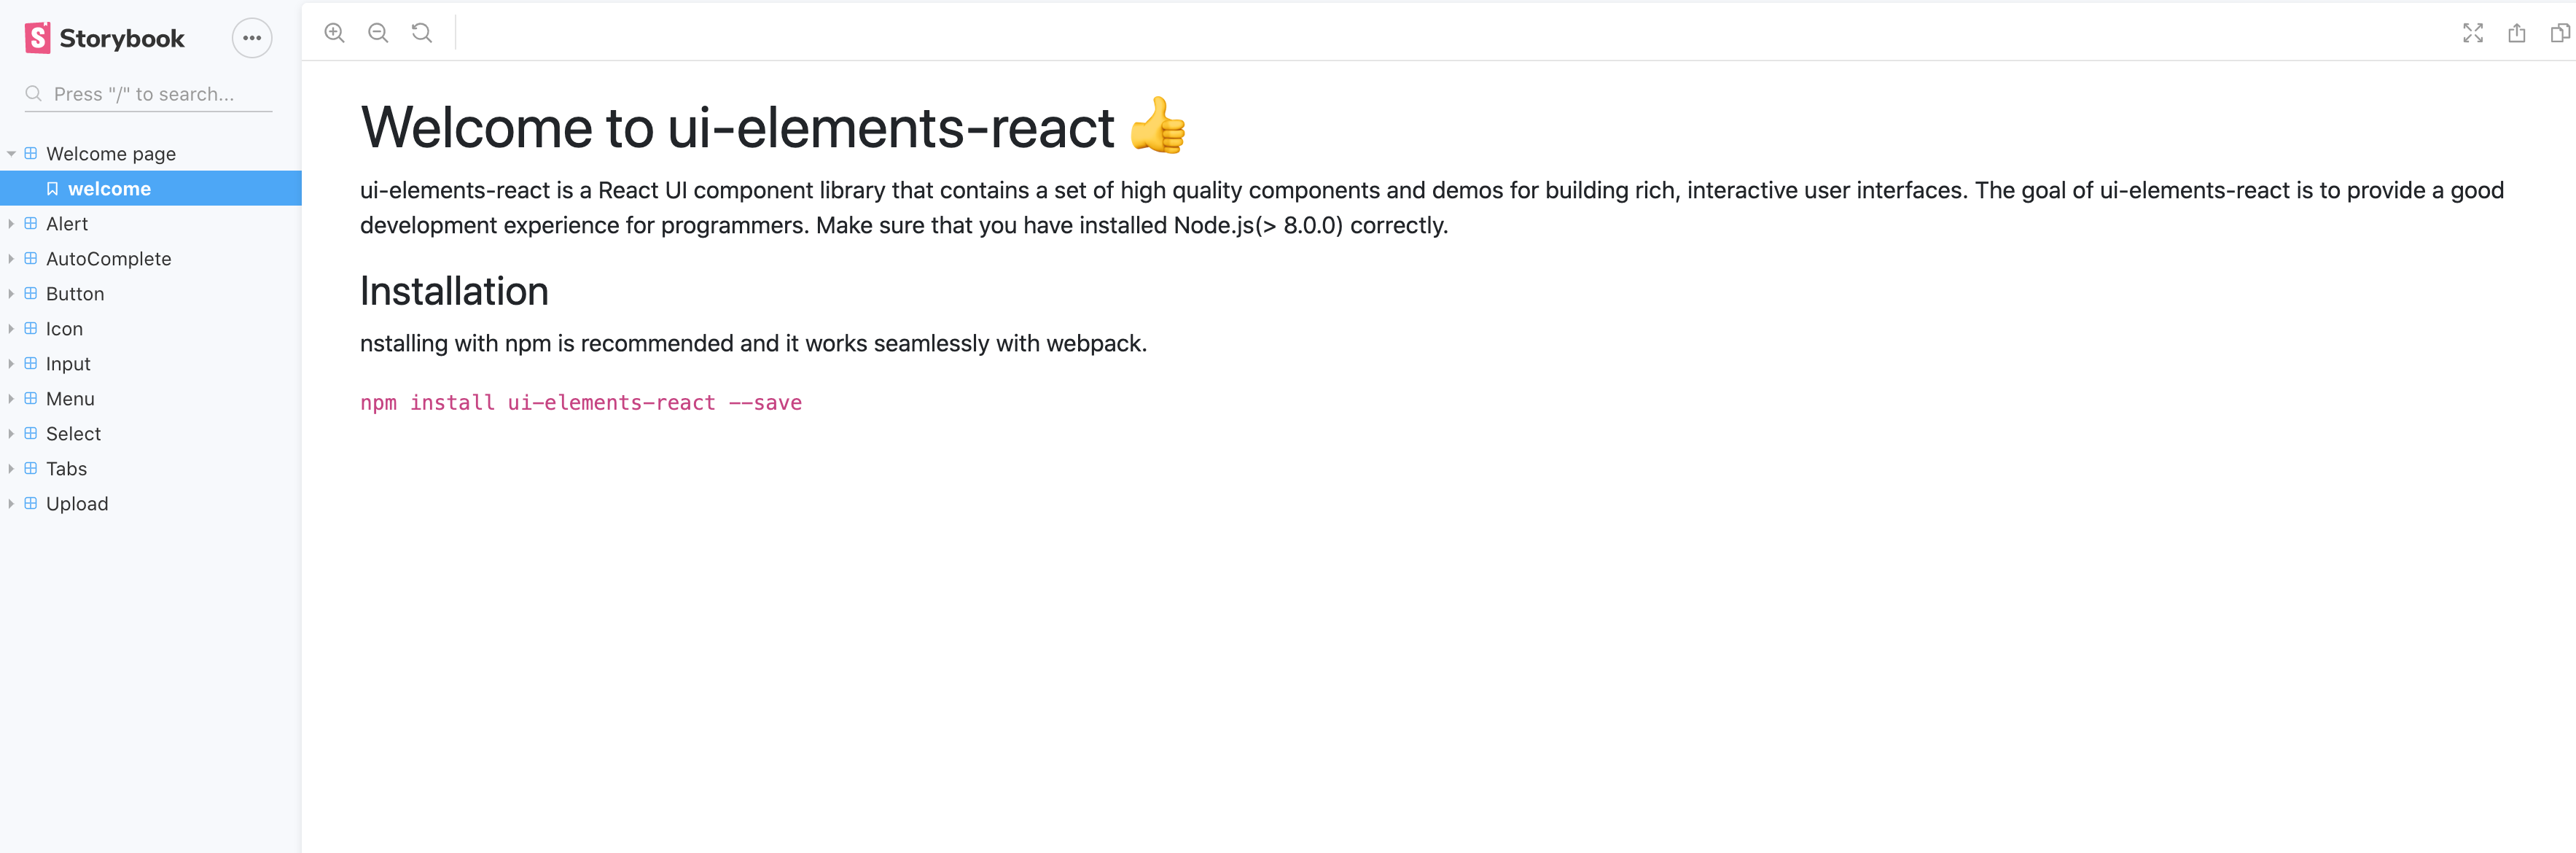 Storybook
Press "/" to search...
Welcome page
welcome
Alert
AutoComplete
Button
Icon
Input
Menu
Select
Tabs
Upload
Welcome to ui-elements-react 👍
ui-elements-react is a React UI component library that contains a set of high quality components and demos for building rich, interactive user interfaces. The goal of ui-elements-react is to provide a good
development experience for programmers. Make sure that you have installed Node.js(> 8.0.0) correctly.
Installation
nstalling with npm is recommended and it works seamlessly with webpack.
npm install ui-elements-react --save